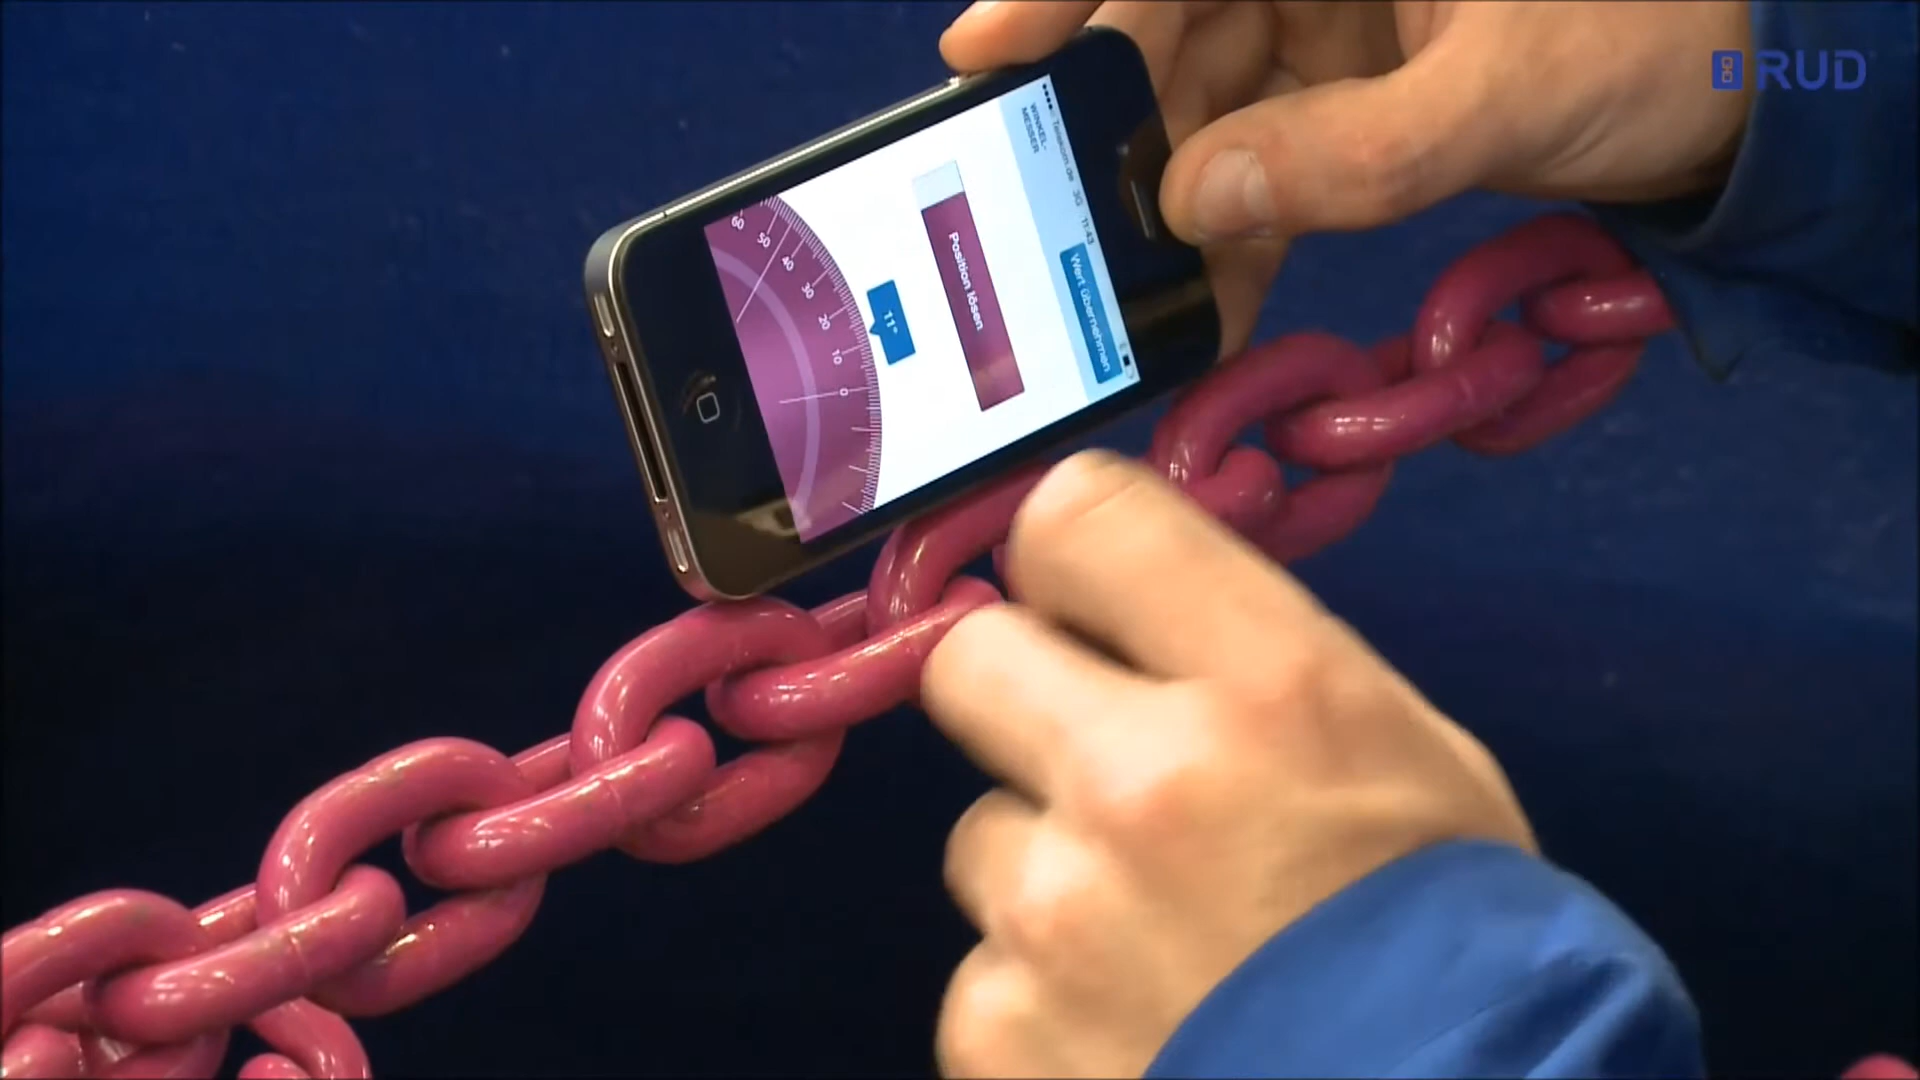 RUD
Telekom.de 3G 11:43
WINKEL-
MESSER
Wert übernehmen
Position lösen
11°
60
50
40
30
20
10
0